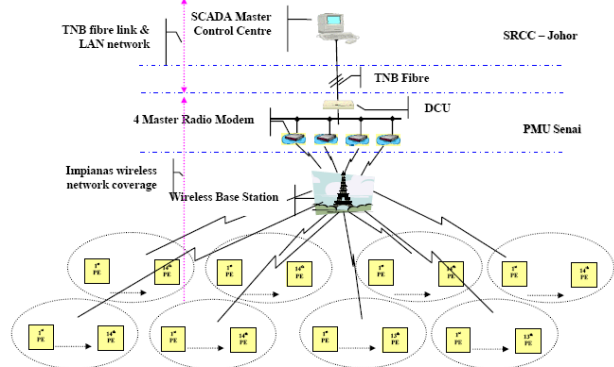 TNB fibre link &
LAN network
SCADA Master
Control Centre
SRCC – Johor
TNB Fibre
DCU
4 Master Radio Modem
PMU Senai
Impianas wireless
network coverage
Wireless Base Station
1st PE
14th PE
1st PE
14th PE
1st PE
14th PE
1st PE
14th PE
1st PE
14th PE
1st PE
14th PE
1st PE
13th PE
1st PE
13th PE